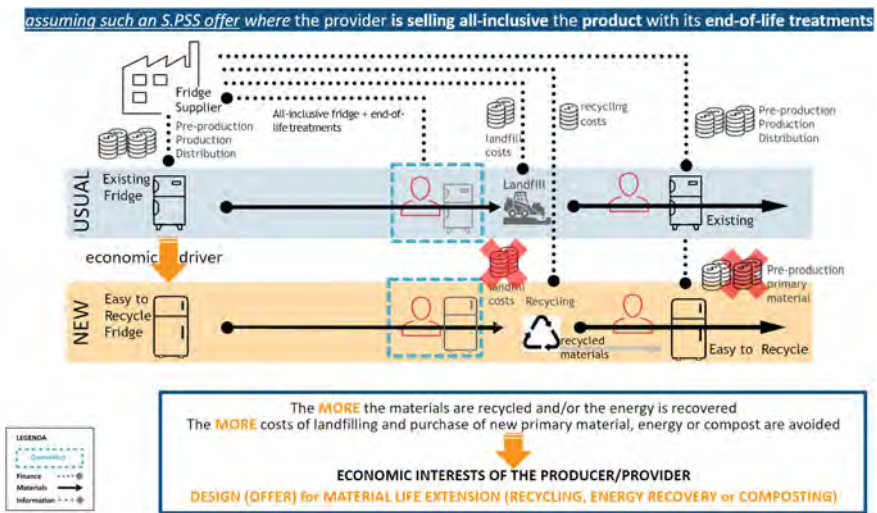 assuming such an S.PSS offer where the provider is selling all-inclusive the product with its end-of-life treatments
Fridge
Supplier
Pre-production
Production
Distribution
All-inclusive fridge + end-of-
life treatments
landfill
costs
recycling
costs
Pre-production
Production
Distribution
USUAL
Existing
Fridge
Landfill
Existing
economic driver
landfill
costs
Pre-production
primary
material
NEW
Easy to
Recycle
Fridge
Recycling
recycled
materials
Easy to Recycle
The MORE the materials are recycled and/or the energy is recovered
The MORE costs of landfilling and purchase of new primary material, energy or compost are avoided
ECONOMIC INTERESTS OF THE PRODUCER/PROVIDER
DESIGN (OFFER) for MATERIAL LIFE EXTENSION (RECYCLING, ENERGY RECOVERY or COMPOSTING)
LEGENDA
Ownership
Finance
Materials
Information